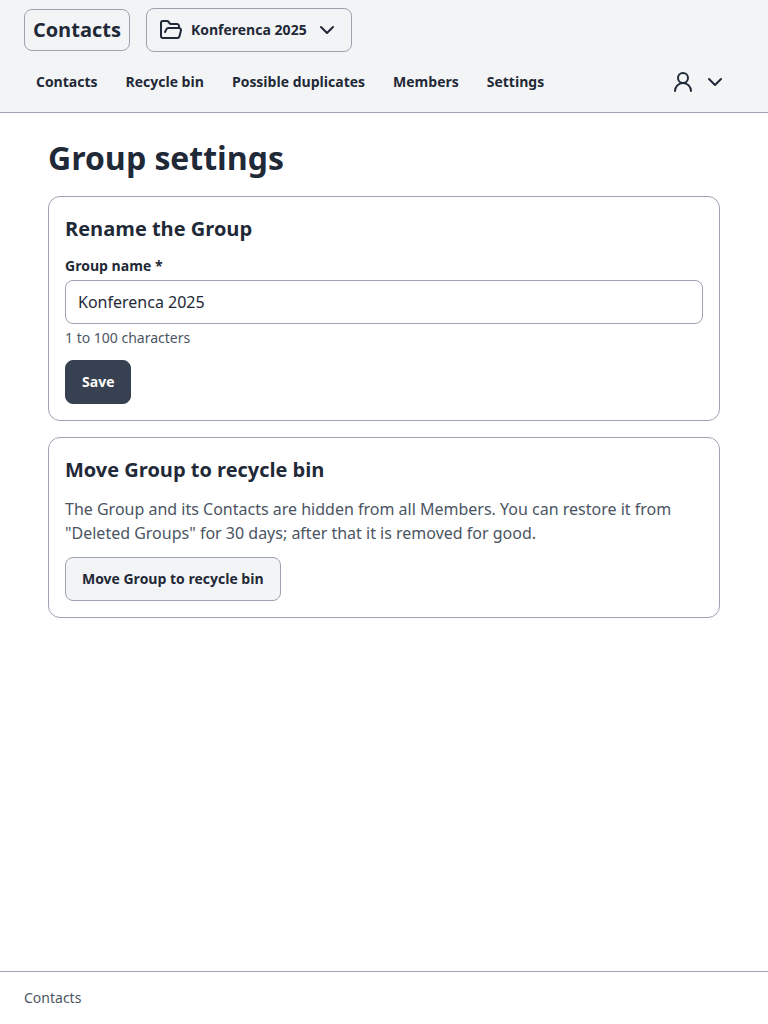 Contacts
Konferenca 2025
Contacts
Recycle bin
Possible duplicates
Members
Settings
Group settings
Rename the Group
Group name *
Konferenca 2025
1 to 100 characters
Save
Move Group to recycle bin
The Group and its Contacts are hidden from all Members. You can restore it from
"Deleted Groups" for 30 days; after that it is removed for good.
Move Group to recycle bin
Contacts